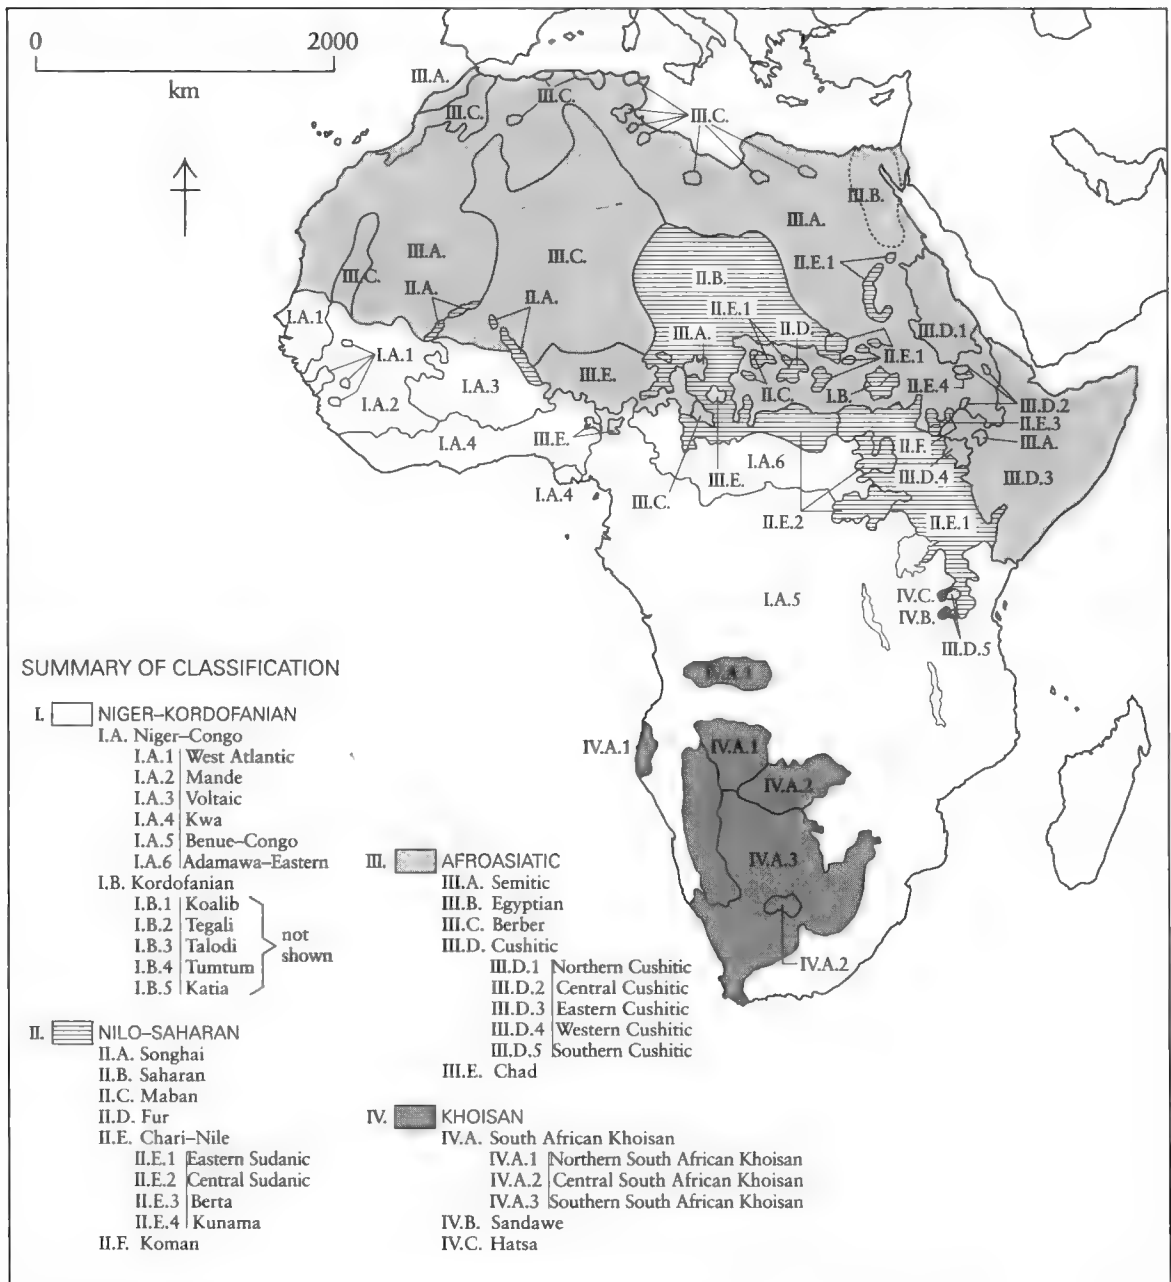 0 2000
km
III.A.
III.C.
III.C.
III.C.
III.B.
III.A.
III.A.
III.C.
III.C.
II.E.1
II.B.
II.A.
II.A.
I.A.1
II.E.1
II.D.
III.D.1
III.A.
I.A.1
II.E.1
III.E.
II.C.
I.B.
II.E.4
I.A.3
I.A.2
III.D.2
II.E.3
III.A.
I.A.4
III.E.
II.F.
I.A.6
III.E.
III.D.4
III.D.3
I.A.4
III.C.
II.E.2
II.E.1
I.A.5
IV.C.
IV.B.
III.D.5
IV.A.1
IV.A.1
IV.A.1
IV.A.2
IV.A.3
IV.A.2
SUMMARY OF CLASSIFICATION
I. NIGER–KORDOFANIAN
I.A. Niger–Congo
I.A.1 West Atlantic
I.A.2 Mande
I.A.3 Voltaic
I.A.4 Kwa
I.A.5 Benue–Congo
I.A.6 Adamawa–Eastern
I.B. Kordofanian
I.B.1 Koalib
I.B.2 Tegali
I.B.3 Talodi
I.B.4 Tumtum
I.B.5 Katia
not
shown
II. NILO–SAHARAN
II.A. Songhai
II.B. Saharan
II.C. Maban
II.D. Fur
II.E. Chari–Nile
II.E.1 Eastern Sudanic
II.E.2 Central Sudanic
II.E.3 Berta
II.E.4 Kunama
II.F. Koman
III. AFROASIATIC
III.A. Semitic
III.B. Egyptian
III.C. Berber
III.D. Cushitic
III.D.1 Northern Cushitic
III.D.2 Central Cushitic
III.D.3 Eastern Cushitic
III.D.4 Western Cushitic
III.D.5 Southern Cushitic
III.E. Chad
IV. KHOISAN
IV.A. South African Khoisan
IV.A.1 Northern South African Khoisan
IV.A.2 Central South African Khoisan
IV.A.3 Southern South African Khoisan
IV.B. Sandawe
IV.C. Hatsa